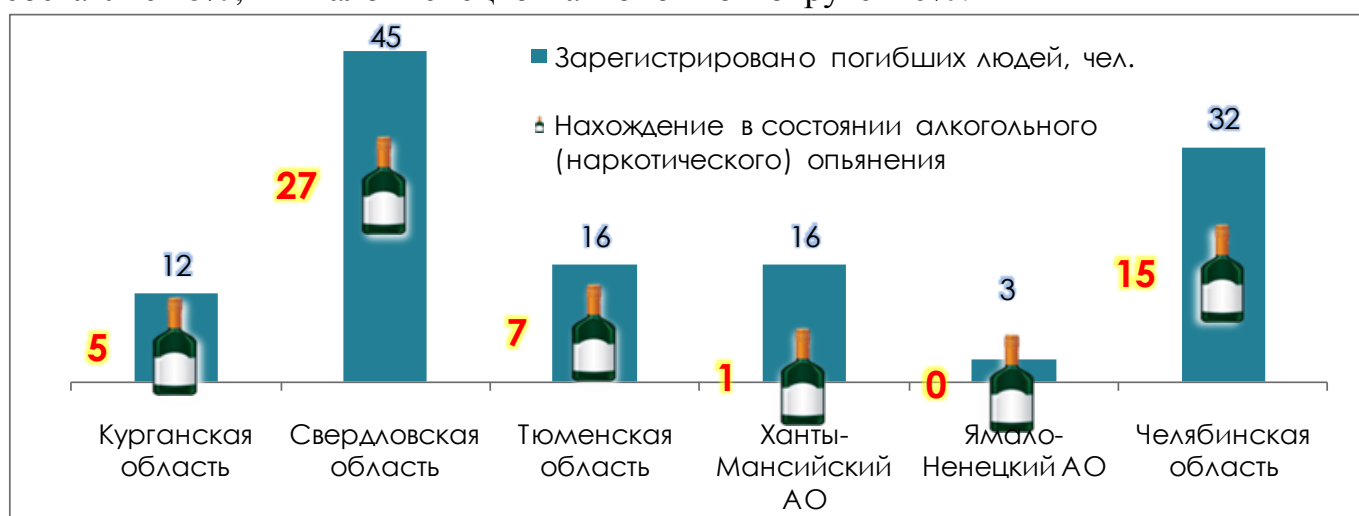 45
Зарегистрировано погибших людей, чел.
Нахождение в состоянии алкогольного
(наркотического) опьянения
32
27
16
16
15
12
3
7
5
1
0
Курганская область
Свердловская область
Тюменская область
Ханты-
Мансийский
АО
Ямало-
Ненецкий АО
Челябинская область